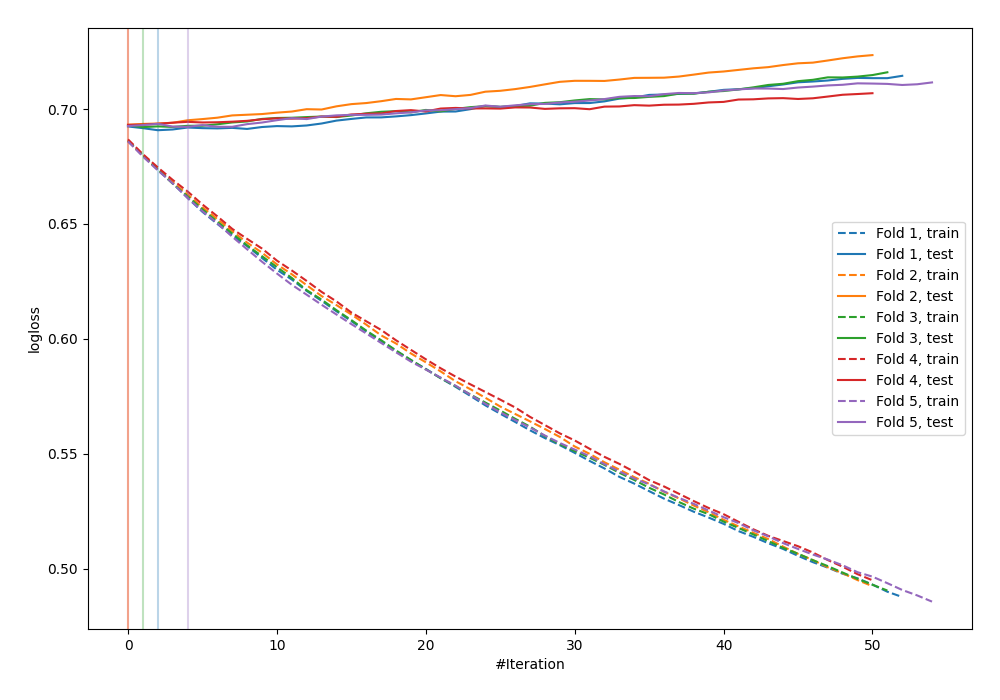 0.70
0.65
0.60
0.55
0.50
logloss
0
10
20
30
40
50
#Iteration
Fold 1, train
Fold 1, test
Fold 2, train
Fold 2, test
Fold 3, train
Fold 3, test
Fold 4, train
Fold 4, test
Fold 5, train
Fold 5, test